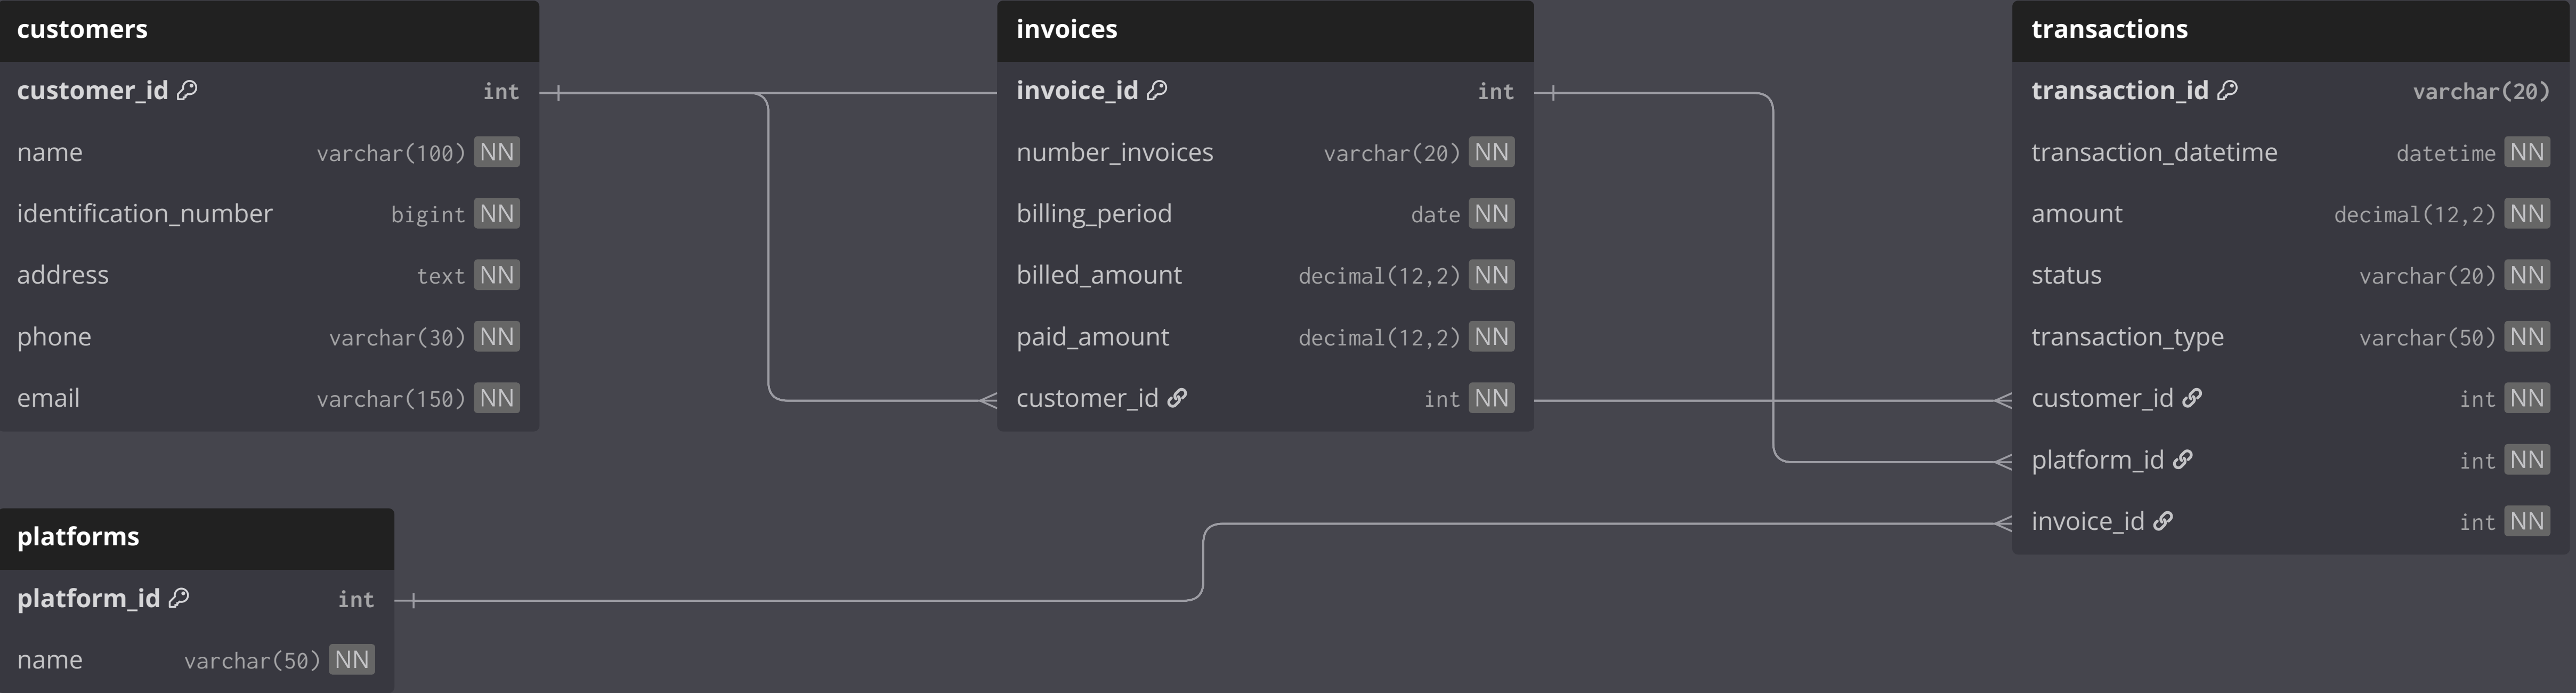 customers
customer_id int
name varchar(100) NN
identification_number bigint NN
address text NN
phone varchar(30) NN
email varchar(150) NN
invoices
invoice_id int
number_invoices varchar(20) NN
billing_period date NN
billed_amount decimal(12,2) NN
paid_amount decimal(12,2) NN
customer_id int NN
transactions
transaction_id varchar(20)
transaction_datetime datetime NN
amount decimal(12,2) NN
status varchar(20) NN
transaction_type varchar(50) NN
customer_id int NN
platform_id int NN
invoice_id int NN
platforms
platform_id int
name varchar(50) NN